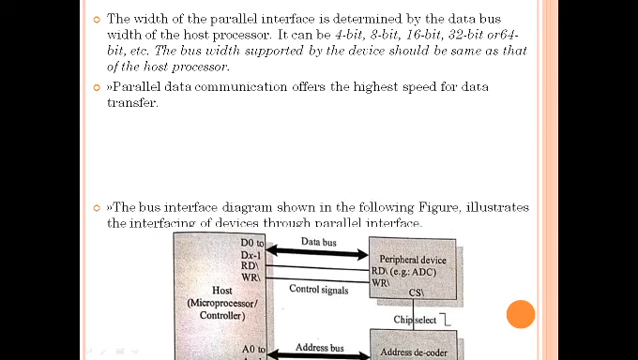 The width of the parallel interface is determined by the data bus
width of the host processor. It can be 4-bit, 8-bit, 16-bit, 32-bit or64-
bit, etc. The bus width supported by the device should be same as that
of the host processor.
»Parallel data communication offers the highest speed for data
transfer.
»The bus interface diagram shown in the following Figure, illustrates
the interfacing of devices through parallel interface.
D0 to
Dx-1
RD\
WR\
Host
(Microprocessor/
Controller)
A0 to
Data bus
Control signals
Address bus
Peripheral device
RD\ (e.g.: ADC)
WR\
CS\
Chip select
Address de-coder